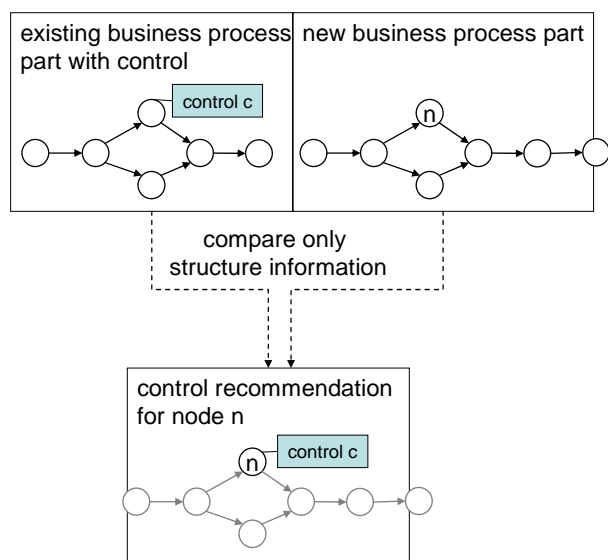 existing business process
part with control
control c
new business process part
n
compare only
structure information
control recommendation
for node n
n
control c